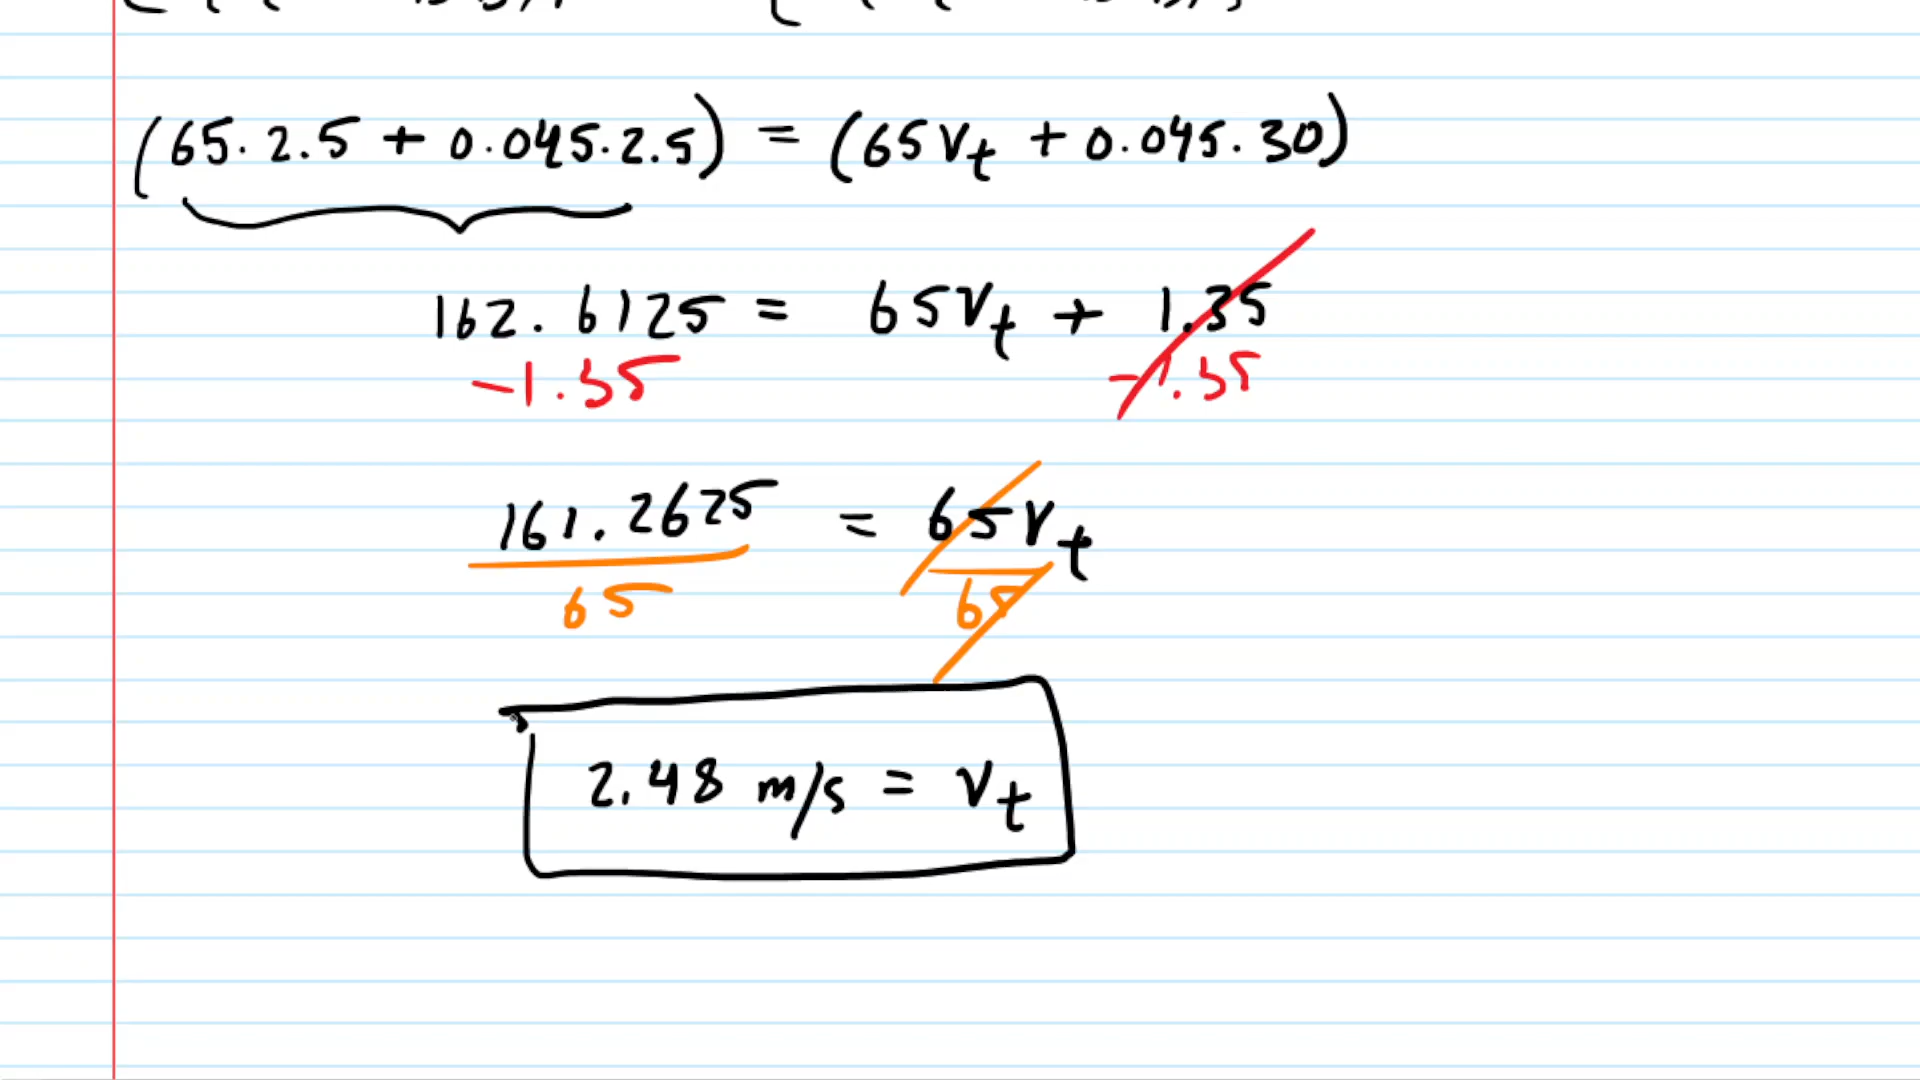 (65·2.5 + 0.045·2.5) = (65Vt + 0.045·30)
162.6125 = 65Vt + 1.35
-1.35 -1.35
161.2625 = 65Vt
65 65
2.48 m/s = Vt